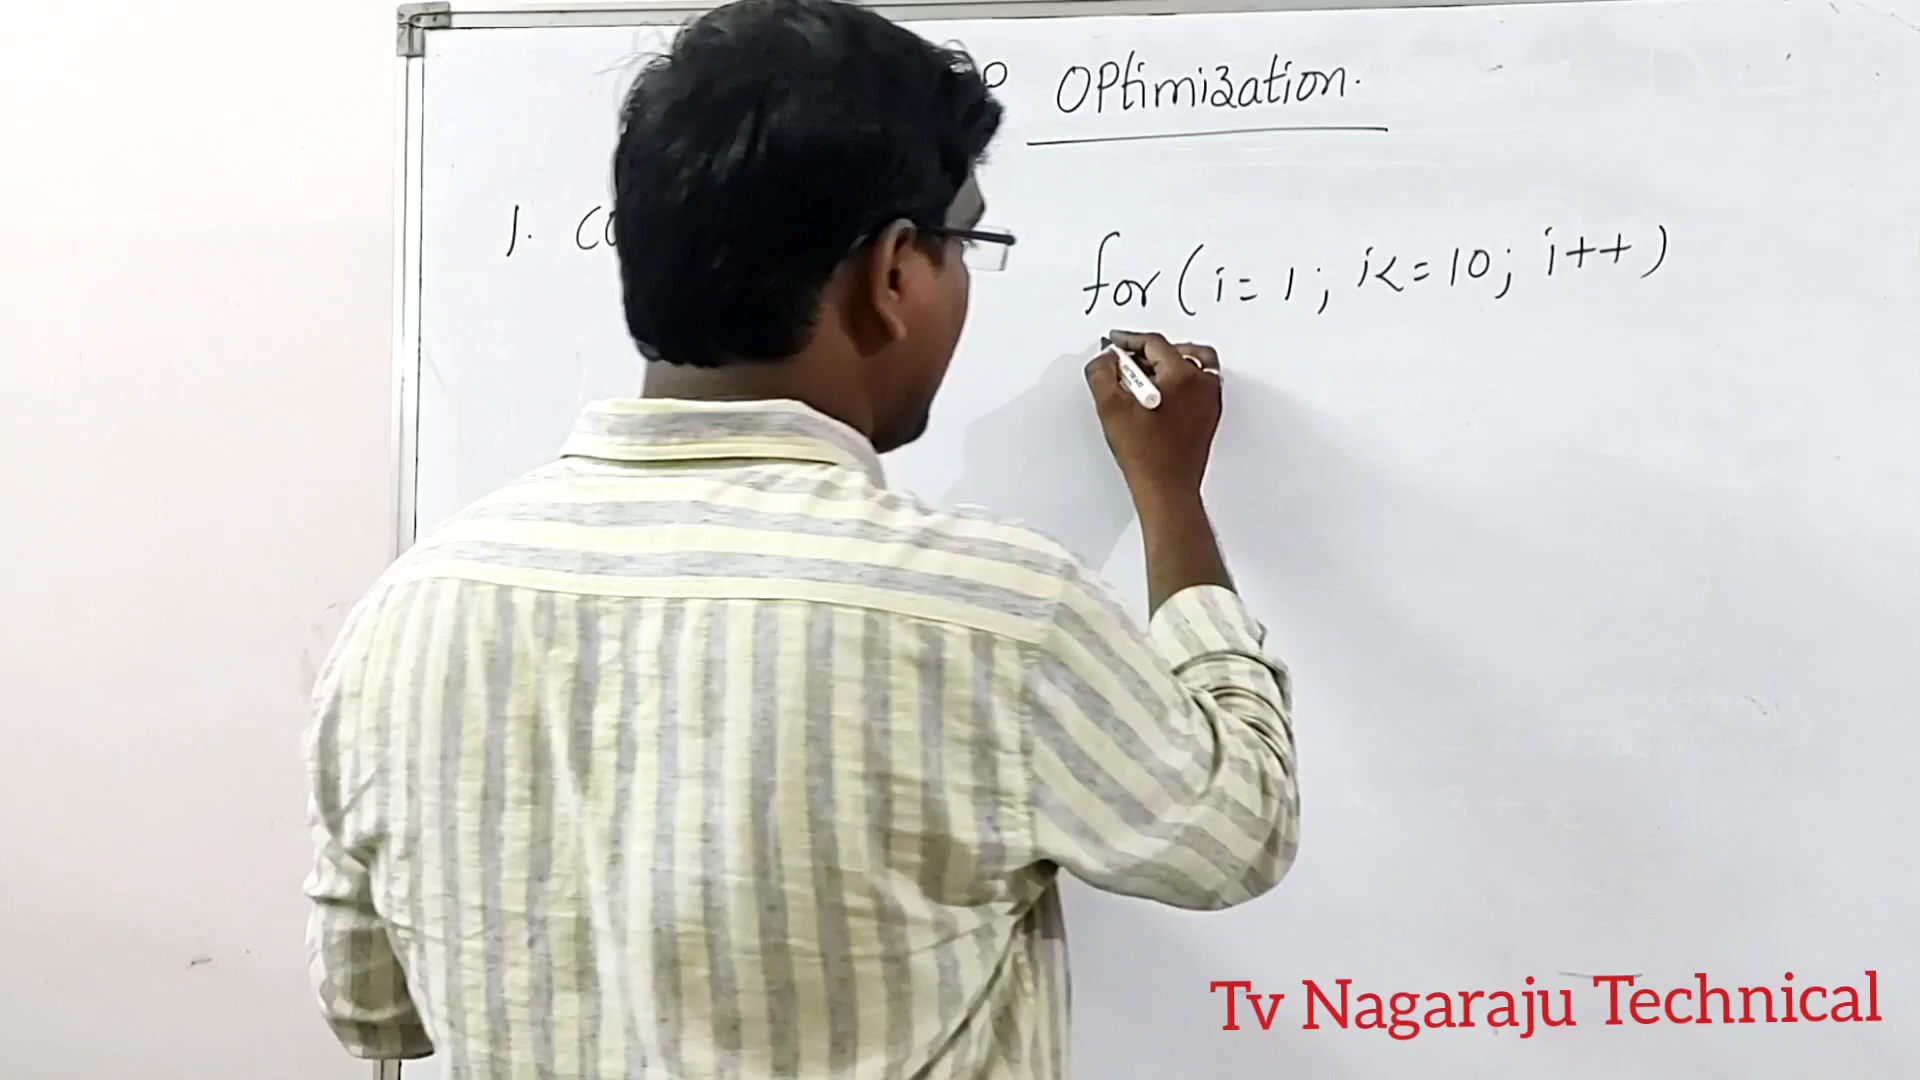 OPtimization.
1. CO
for (i = 1; i<=10; i++)
Tv Nagaraju Technical